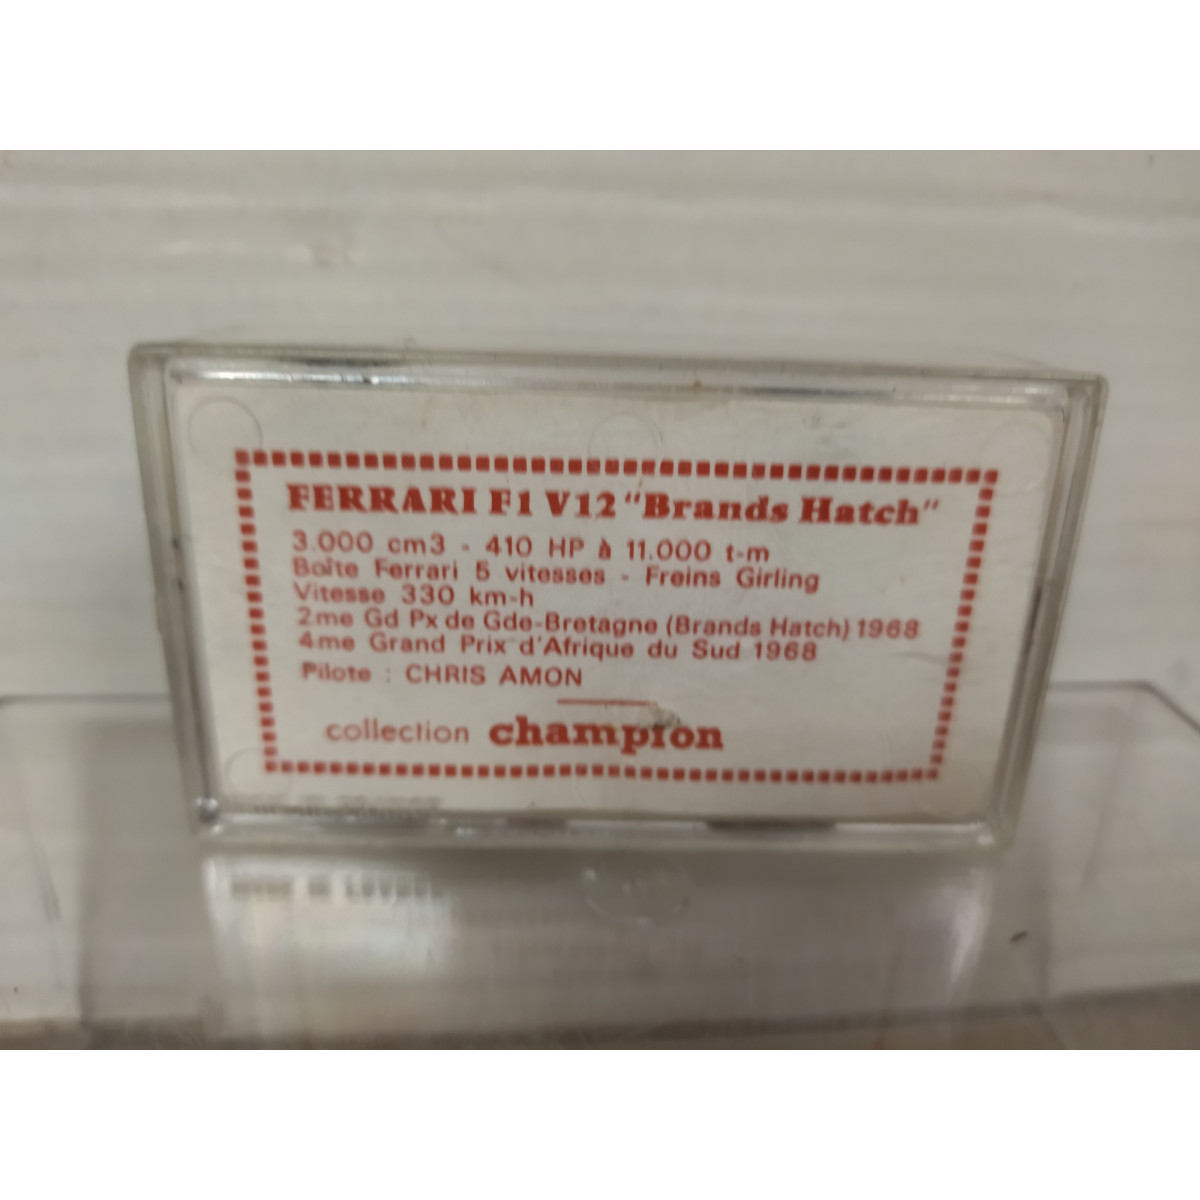 FERRARI F1 V12 "Brands Hatch"
3.000 cm3 - 410 HP à 11.000 t-m
Boîte Ferrari 5 vitesses - Freins Girling
Vitesse 330 km-h
2me Gd Px de Gde-Bretagne (Brands Hatch) 1968
4me Grand Prix d'Afrique du Sud 1968
Pilote : CHRIS AMON
collection champion